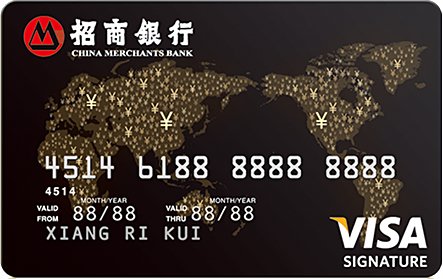 招商银行
CHINA MERCHANTS BANK
4514 6188 8888 8888
4514
MONTH/YEAR MONTH/YEAR
VALID FROM 88/88 VALID THRU 88/88
XIANG RI KUI
VISA
SIGNATURE